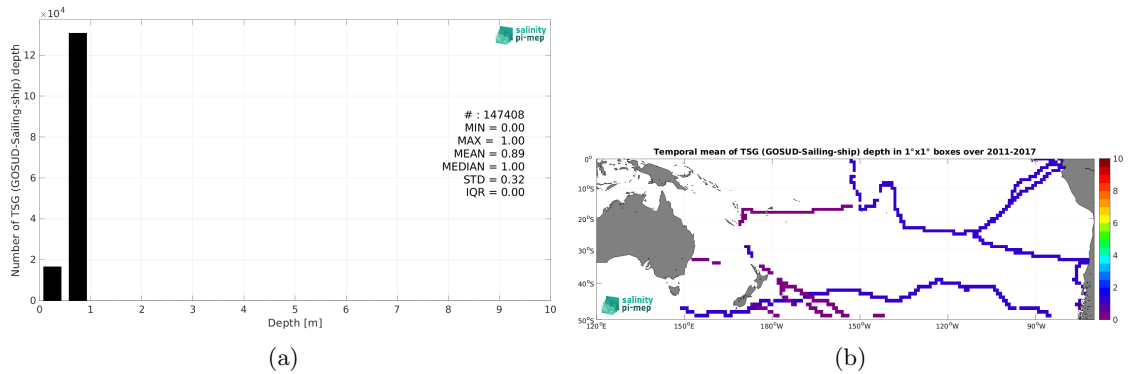 ×10⁴
12
10
8
6
4
2
0
Number of TSG (GOSUD-Sailing-ship) depth
0 1 2 3 4 5 6 7 8 9 10
Depth [m]
salinity
pi-mep
# : 147408
MIN = 0.00
MAX = 1.00
MEAN = 0.89
MEDIAN = 1.00
STD = 0.32
IQR = 0.00
(a)
Temporal mean of TSG (GOSUD-Sailing-ship) depth in 1°x1° boxes over 2011-2017
0°
10°S
20°S
30°S
40°S
50°S
120°E 150°E 180°W 150°W 120°W 90°W
salinity
pi-mep
10
8
6
4
2
0
(b)